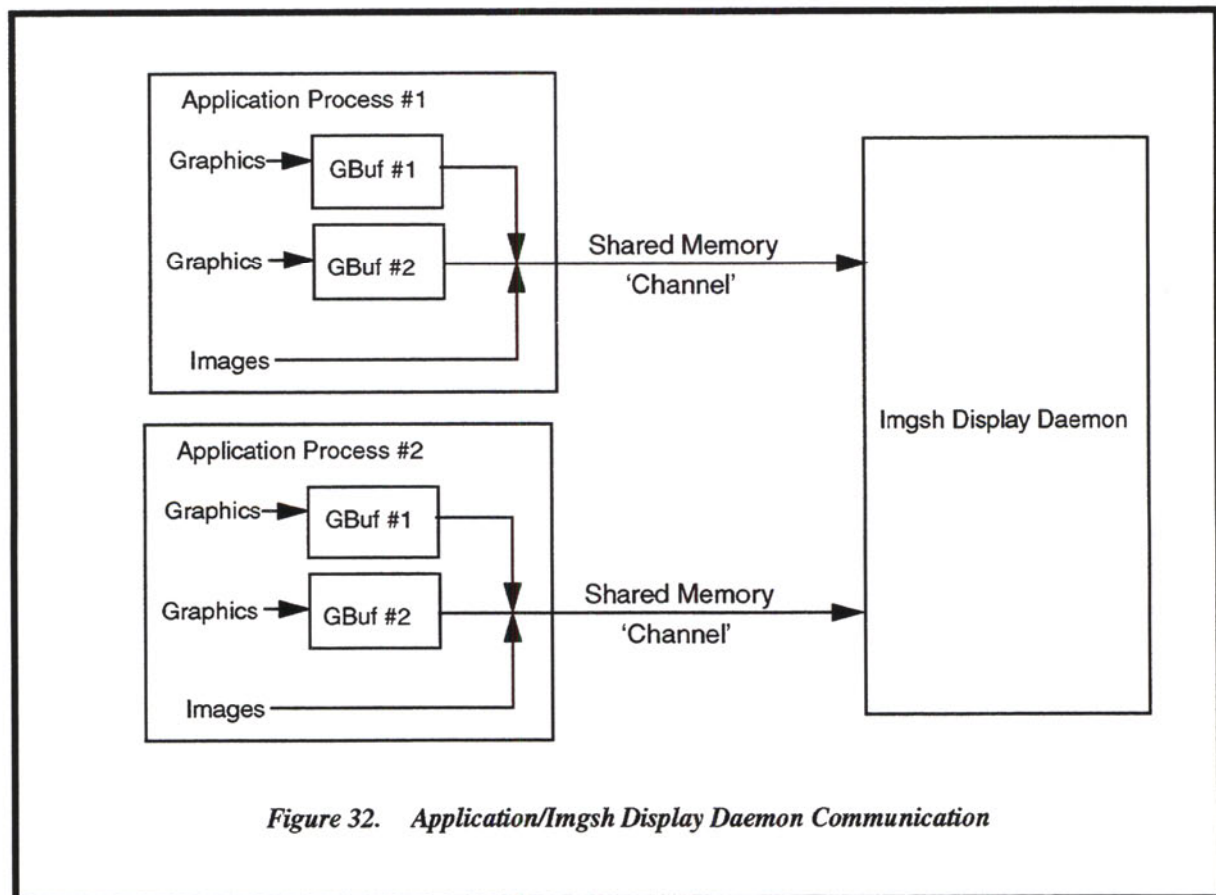 Application Process #1
Graphics
GBuf #1
Graphics
GBuf #2
Images
Shared Memory
‘Channel’
Application Process #2
Graphics
GBuf #1
Graphics
GBuf #2
Images
Shared Memory
‘Channel’
Imgsh Display Daemon
Figure 32. Application/Imgsh Display Daemon Communication